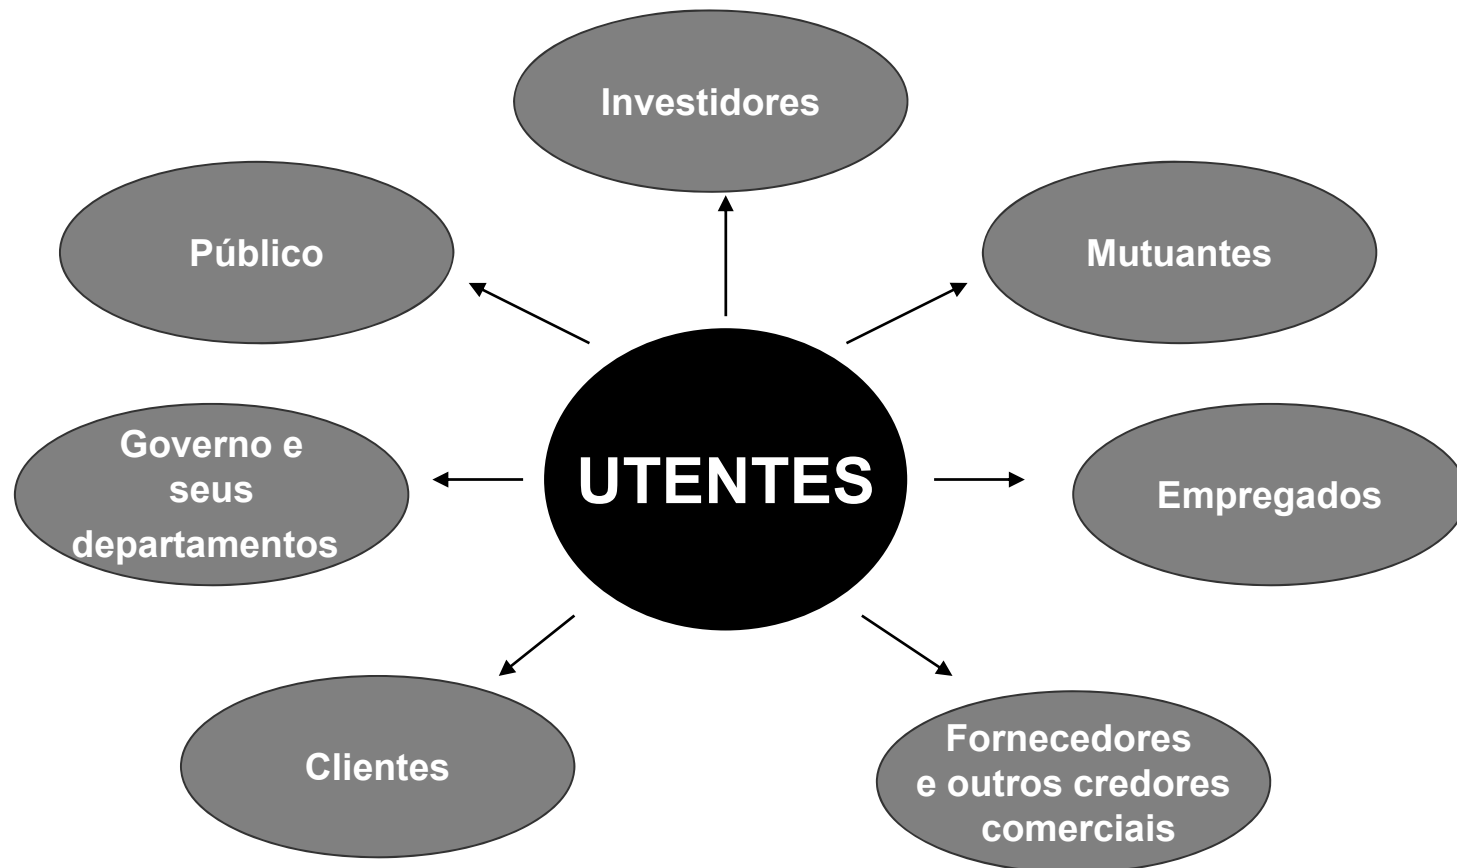 Investidores
Público
Mutuantes
Governo e
seus
departamentos
UTENTES
Empregados
Clientes
Fornecedores
e outros credores
comerciais